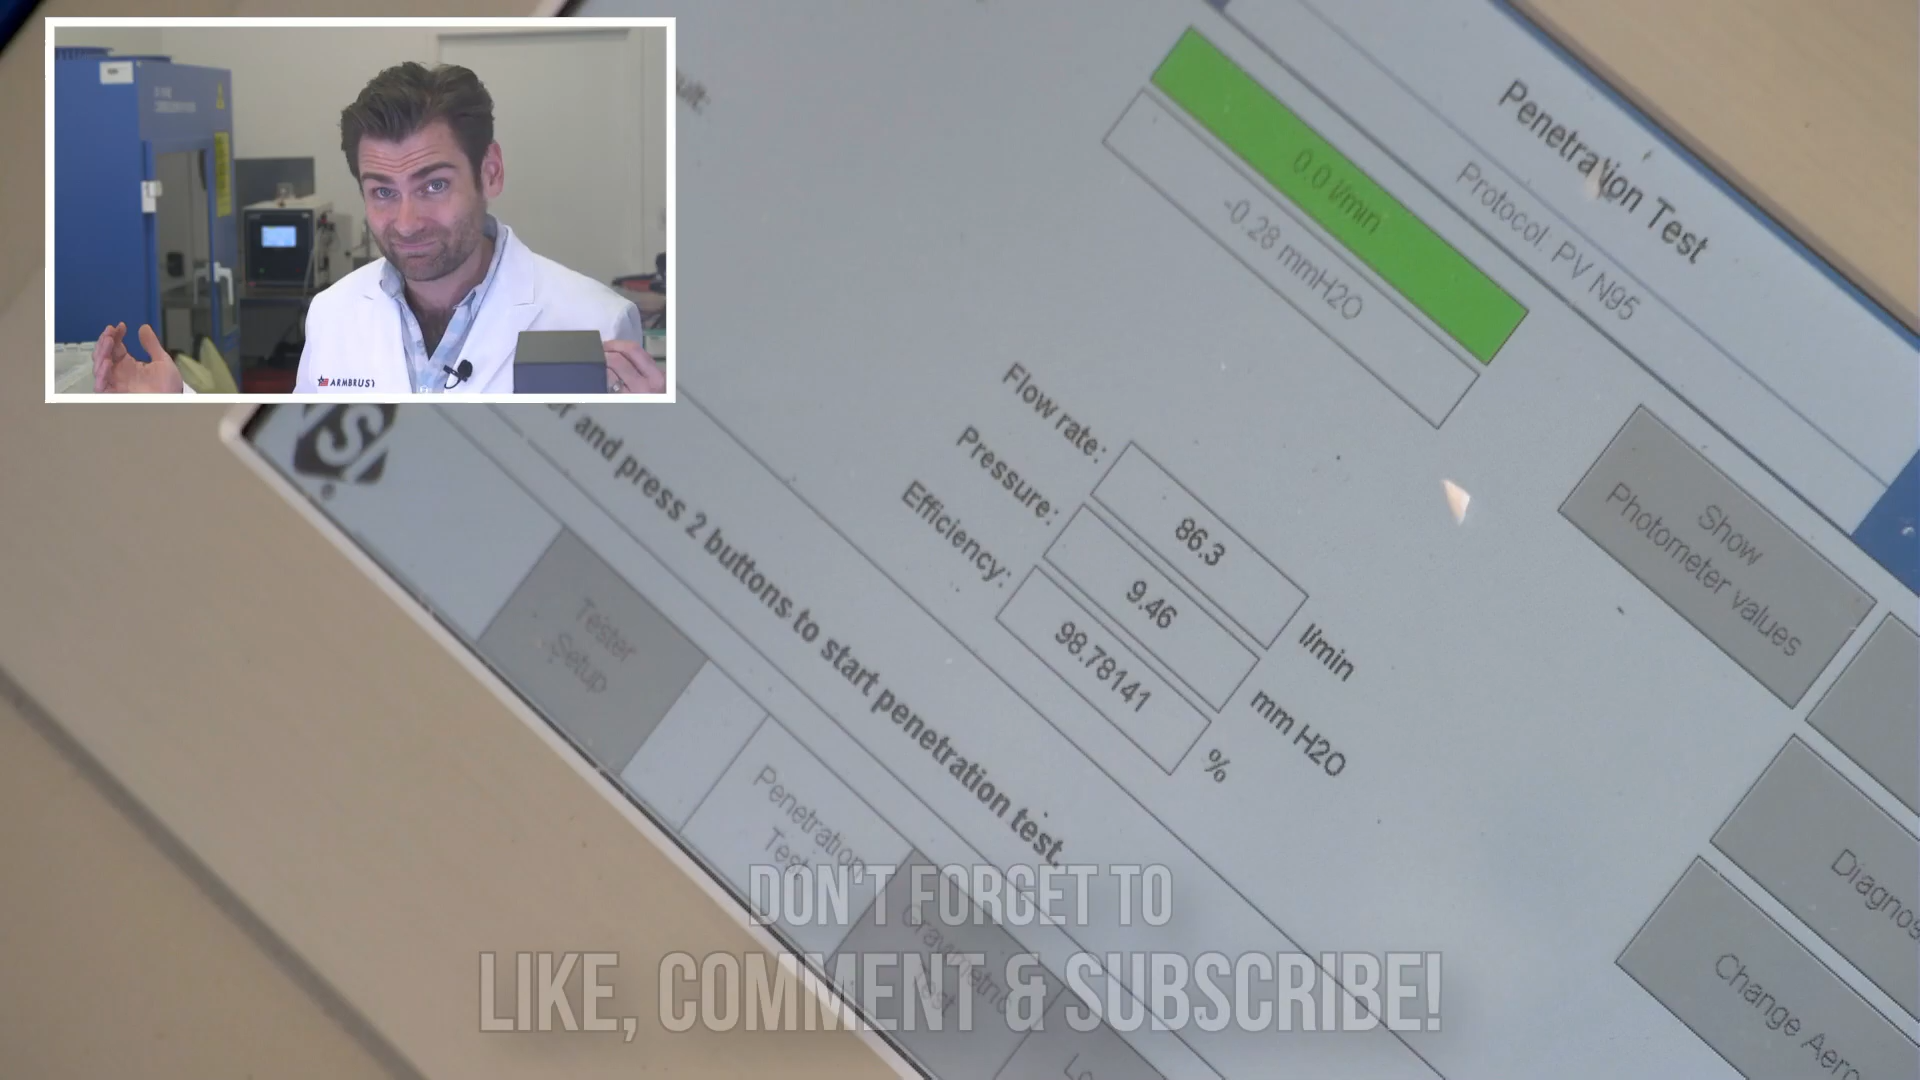 ARMBRUST
Penetration Test
Protocol: PV N95
0.0 l/min
-0.28 mmH2O
Flow rate: 86.3 l/min
Pressure: 9.46 mm H2O
Efficiency: 98.78141 %
Show
Photometer values
and press 2 buttons to start penetration test.
Tester
Setup
Penetration
Test
Gravimetric
Test
Change
DON'T FORGET TO
LIKE, COMMENT & SUBSCRIBE!